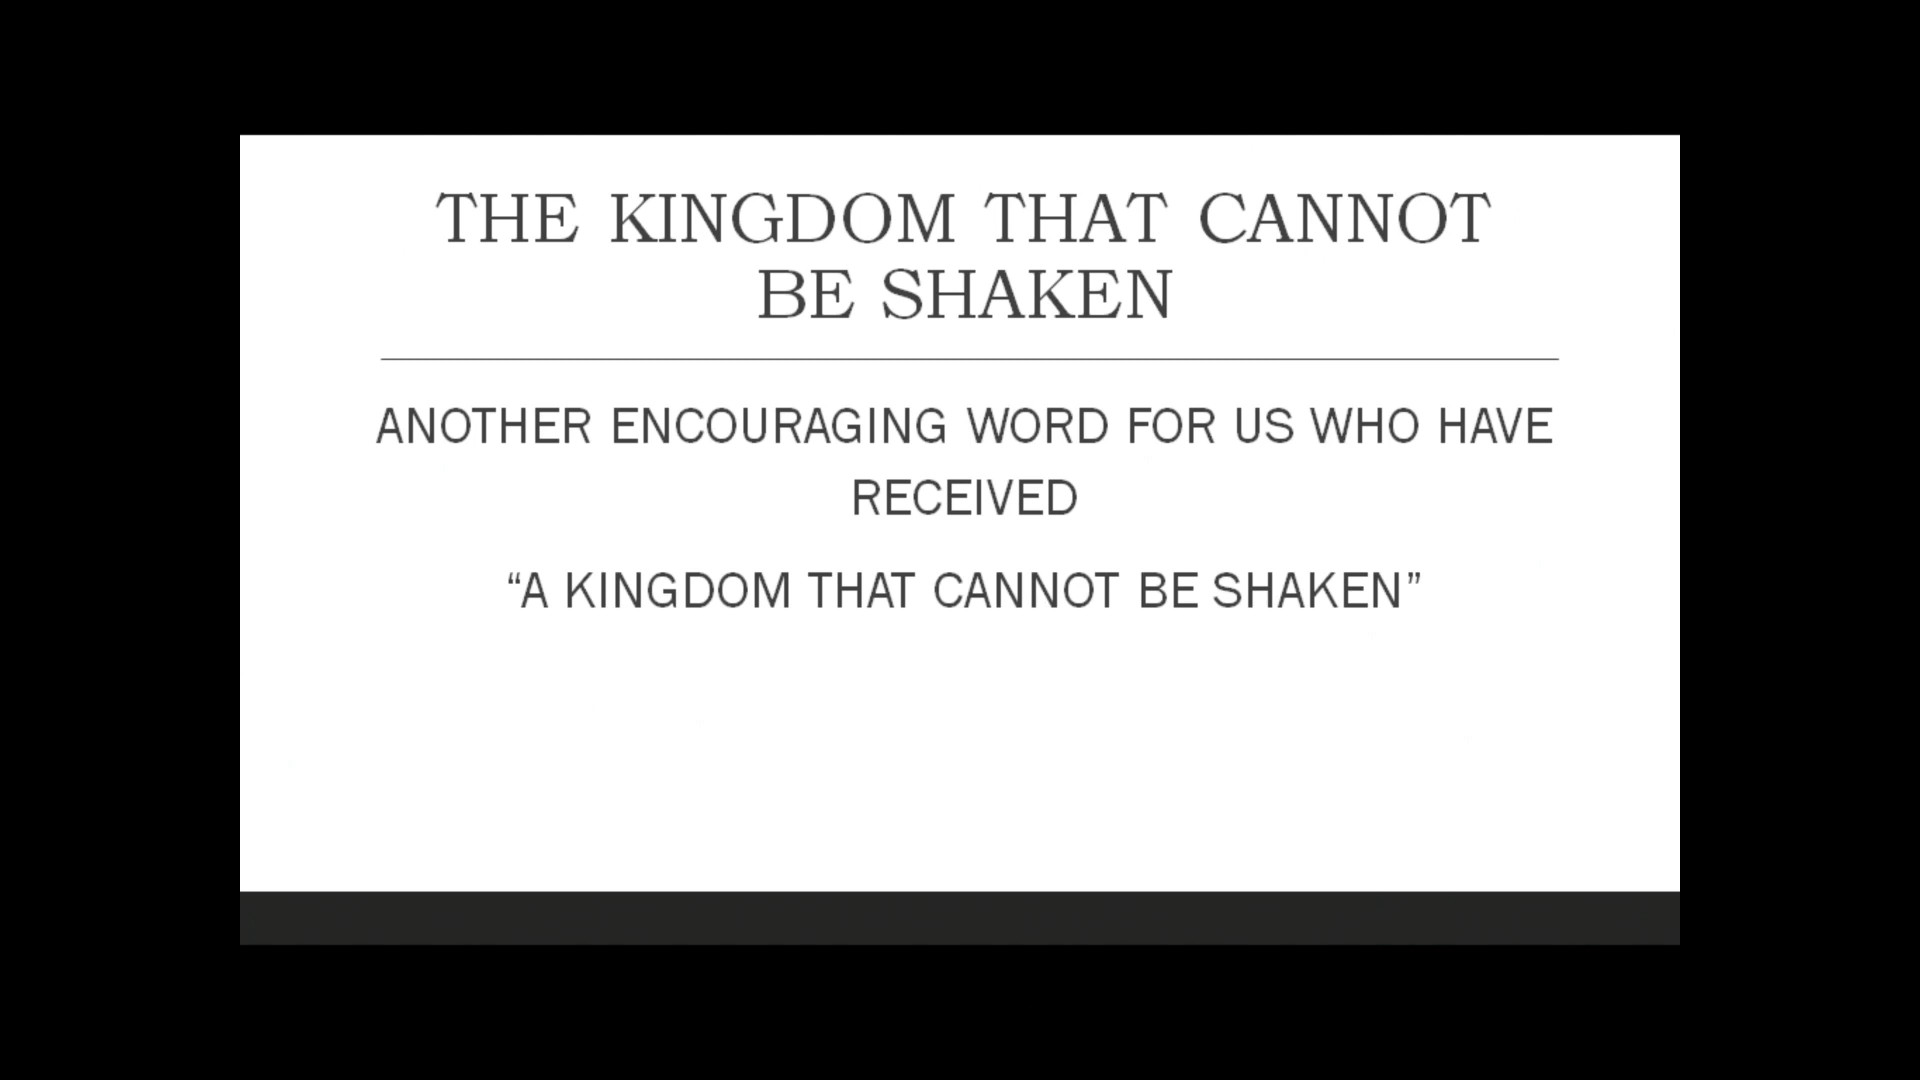 THE KINGDOM THAT CANNOT
BE SHAKEN
ANOTHER ENCOURAGING WORD FOR US WHO HAVE
RECEIVED
“A KINGDOM THAT CANNOT BE SHAKEN”